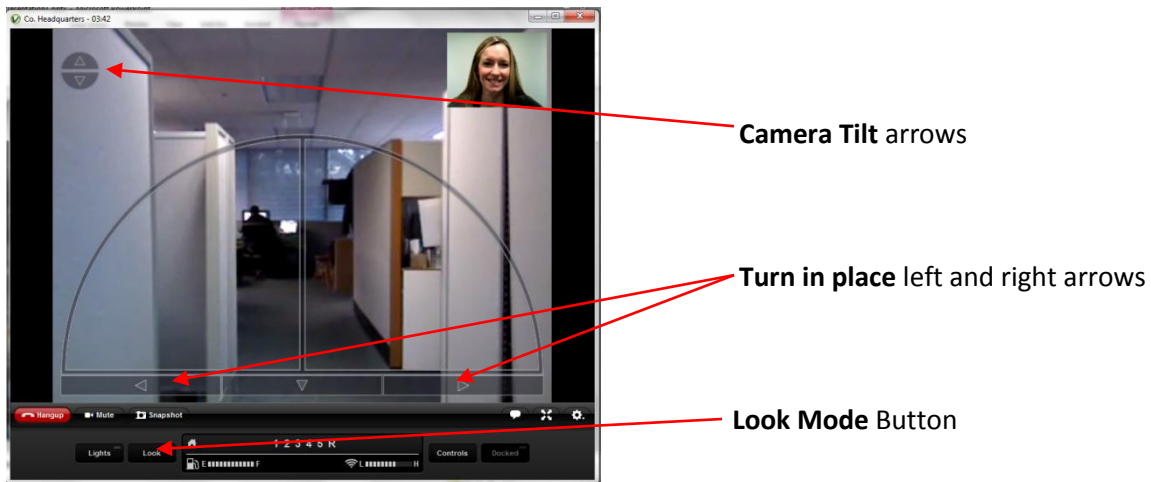 Co. Headquarters - 03:42
Camera Tilt arrows
Turn in place left and right arrows
Hangup Mute Snapshot
Look Mode Button
1 2 3 4 5 R
Lights Look Controls Docked
E F L H